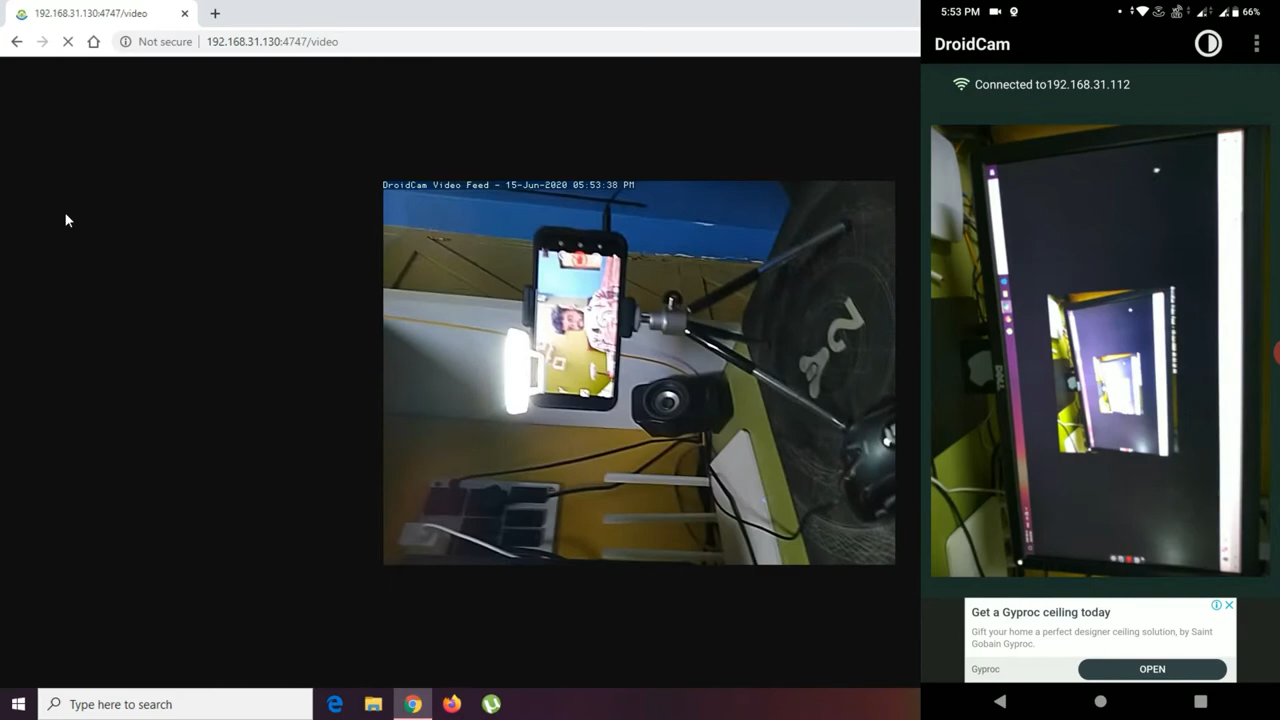 192.168.31.130:4747/video
Not secure
192.168.31.130:4747/video
DroidCam Video Feed - 15-Jun-2020 05:53:38 PM
Type here to search
5:53 PM
66%
DroidCam
Connected to192.168.31.112
DELL
Get a Gyproc ceiling today
Gift your home a perfect designer ceiling solution, by Saint
Gobain Gyproc.
Gyproc
OPEN